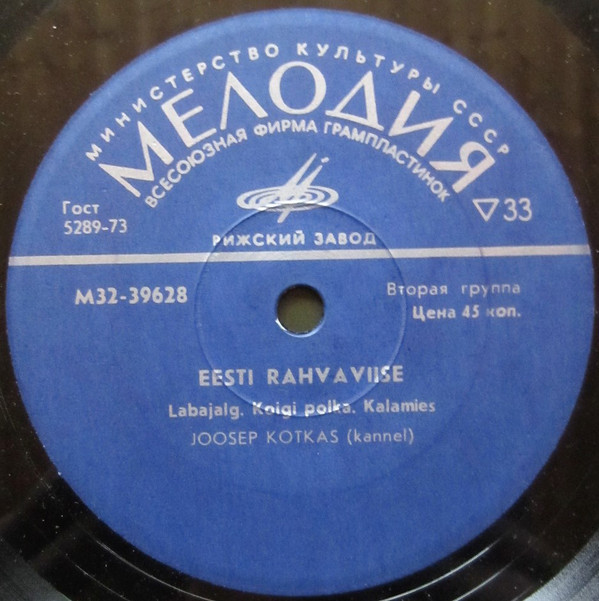 МИНИСТЕРСТВО КУЛЬТУРЫ СССР
МЕЛОДИЯ
ВСЕСОЮЗНАЯ ФИРМА ГРАМПЛАСТИНОК
Гост
5289-73
▽33
РИЖСКИЙ ЗАВОД
М32-39628
Вторая группа
Цена 45 коп.
EESTI RAHVAVIISE
Labajalg. Knigi polka. Kalamies
JOOSEP KOTKAS (kannel)